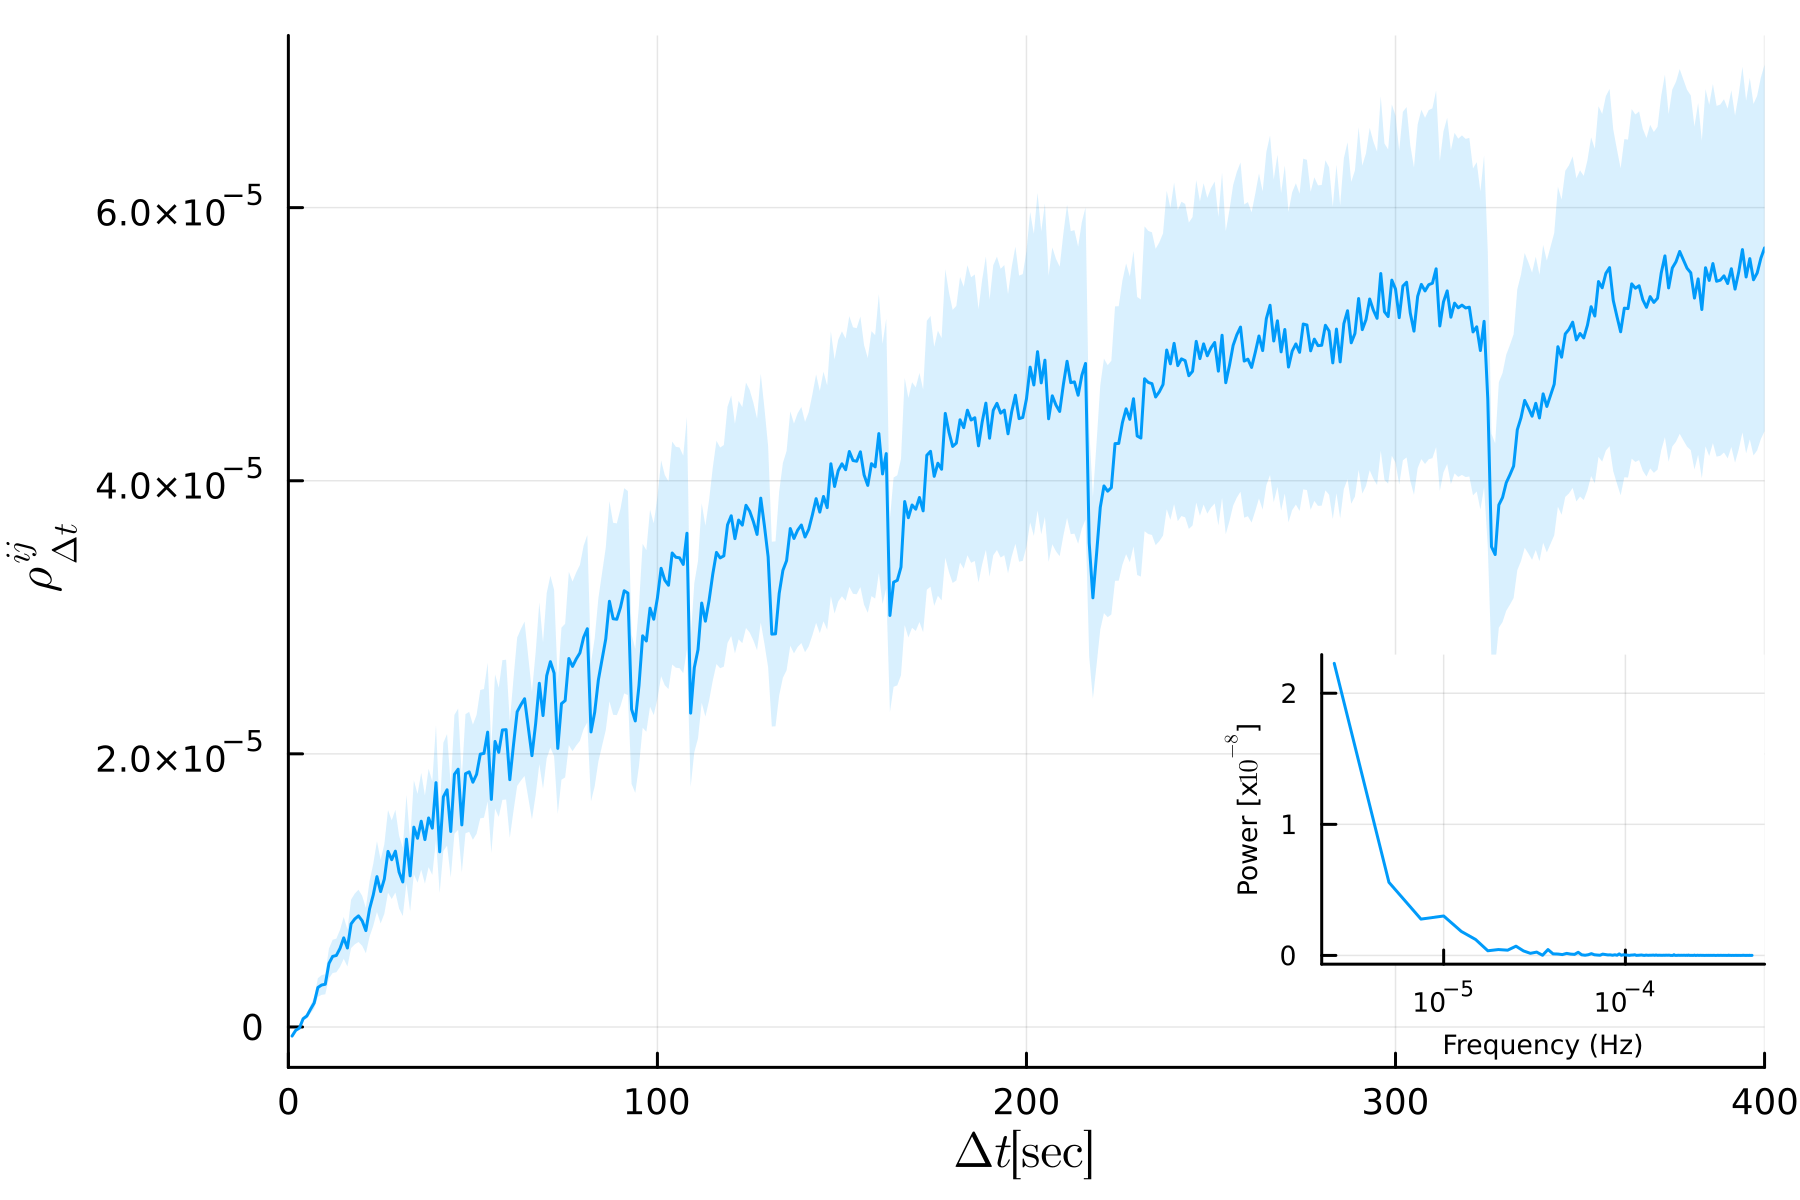 6.0×10⁻⁵
4.0×10⁻⁵
2.0×10⁻⁵
0
ρ^{ij}_{Δt}
0 100 200 300 400
Δt[sec]
Power [x10⁻⁸]
2
1
0
10⁻⁵ 10⁻⁴
Frequency (Hz)